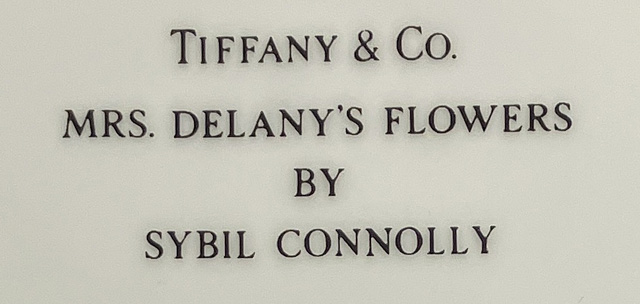 TIFFANY & CO.
MRS. DELANY'S FLOWERS
BY
SYBIL CONNOLLY